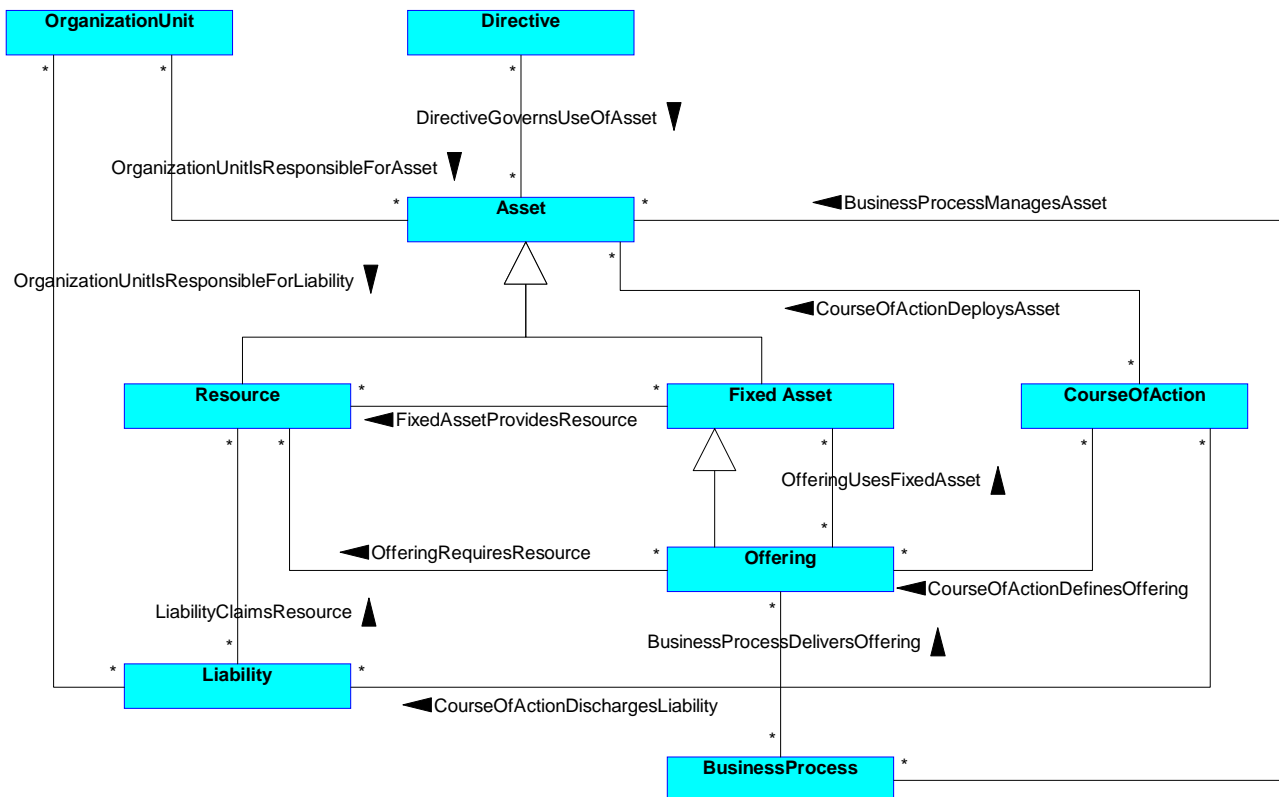 OrganizationUnit
Directive
* * *
DirectiveGovernsUseOfAsset
OrganizationUnitIsResponsibleForAsset
*
* Asset *
BusinessProcessManagesAsset
*
OrganizationUnitIsResponsibleForLiability
CourseOfActionDeploysAsset
*
Resource * * Fixed Asset CourseOfAction
FixedAssetProvidesResource
* * * * *
OfferingUsesFixedAsset
*
OfferingRequiresResource * Offering *
CourseOfActionDefinesOffering
*
LiabilityClaimsResource
BusinessProcessDeliversOffering
*
* Liability *
CourseOfActionDischargesLiability
*
BusinessProcess *